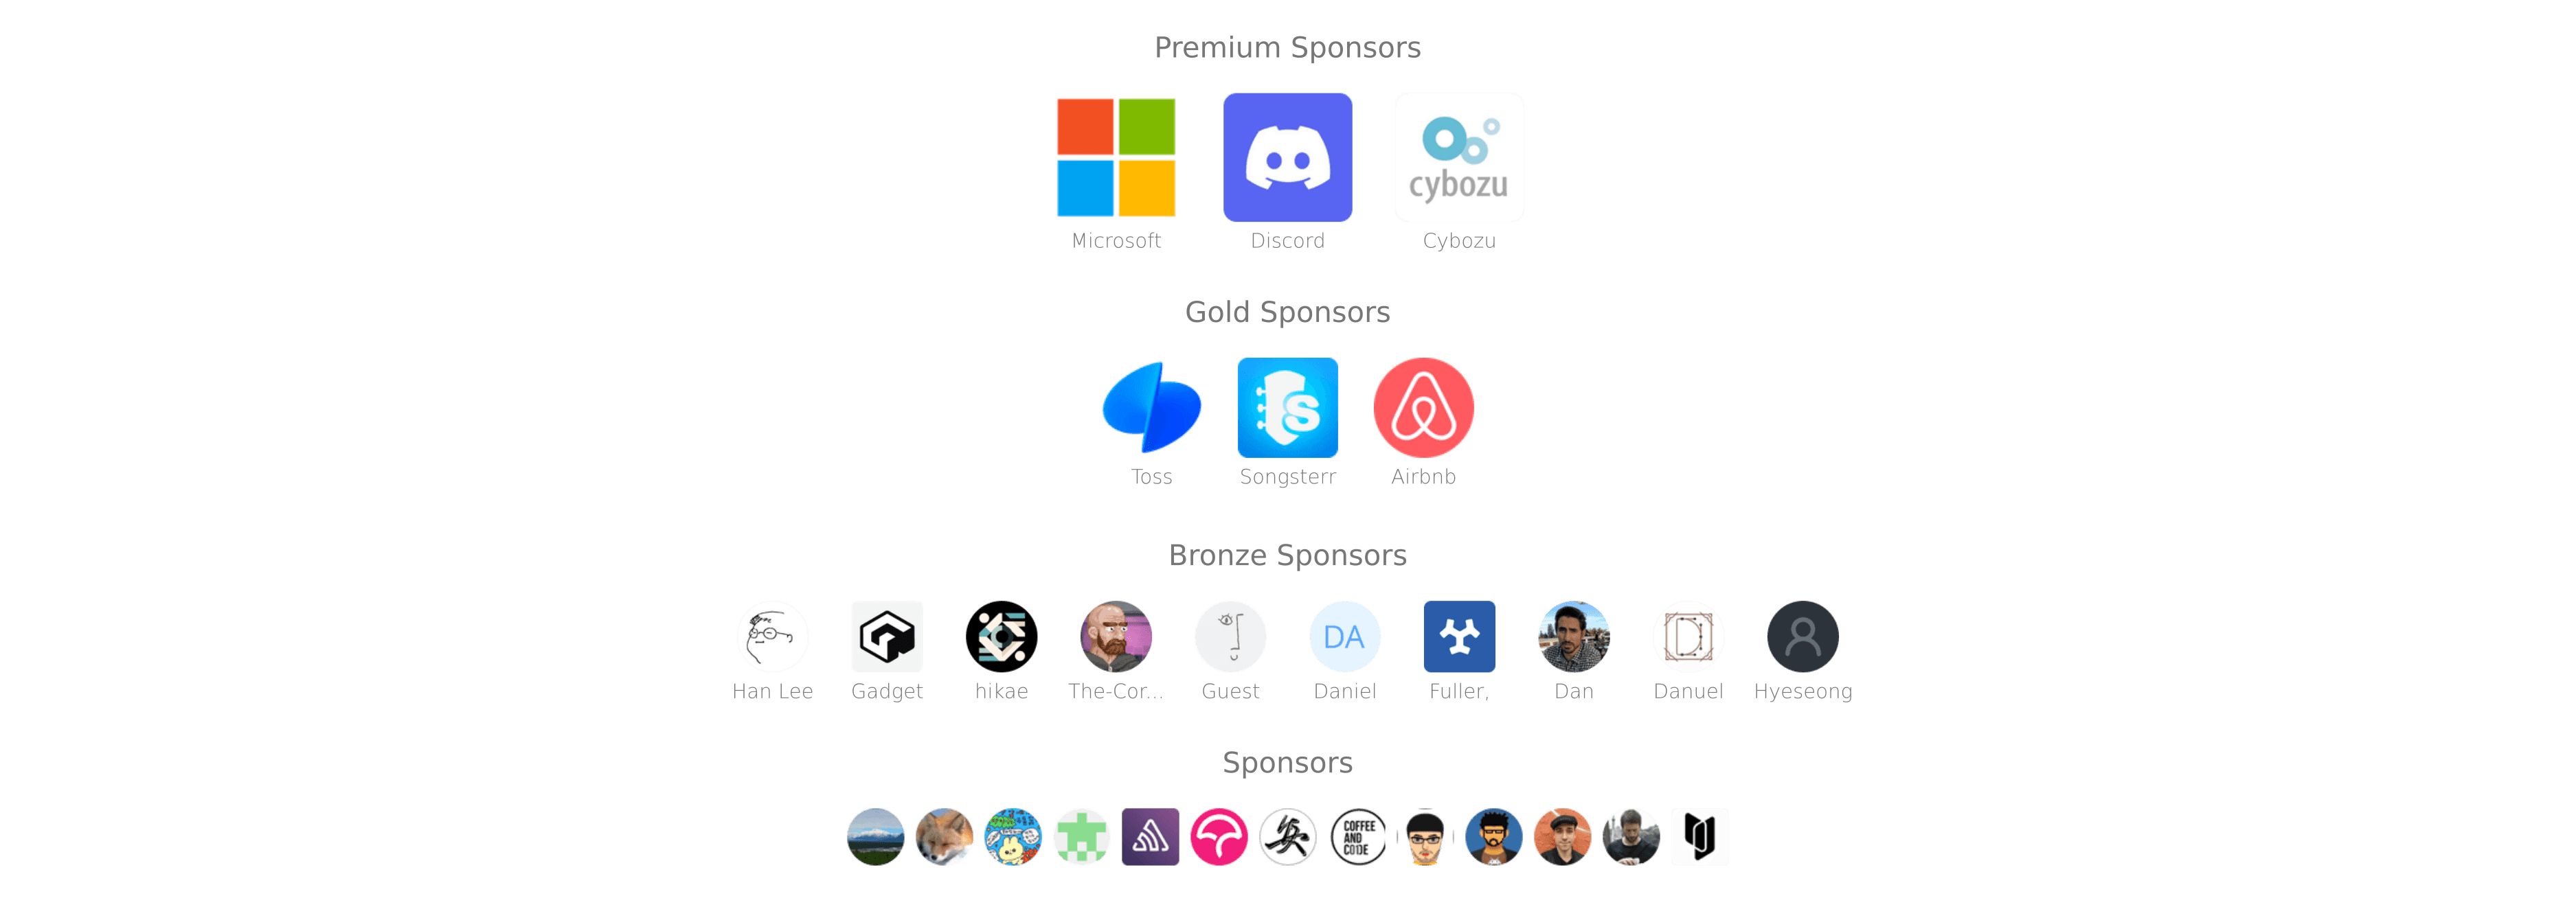 Premium Sponsors
cybozu
Microsoft Discord Cybozu
Gold Sponsors
Toss Songsterr Airbnb
Bronze Sponsors
DA
Han Lee Gadget hikae The-Cor... Guest Daniel Fuller, Dan Danuel Hyeseong
Sponsors
COFFEE
AND
CODE